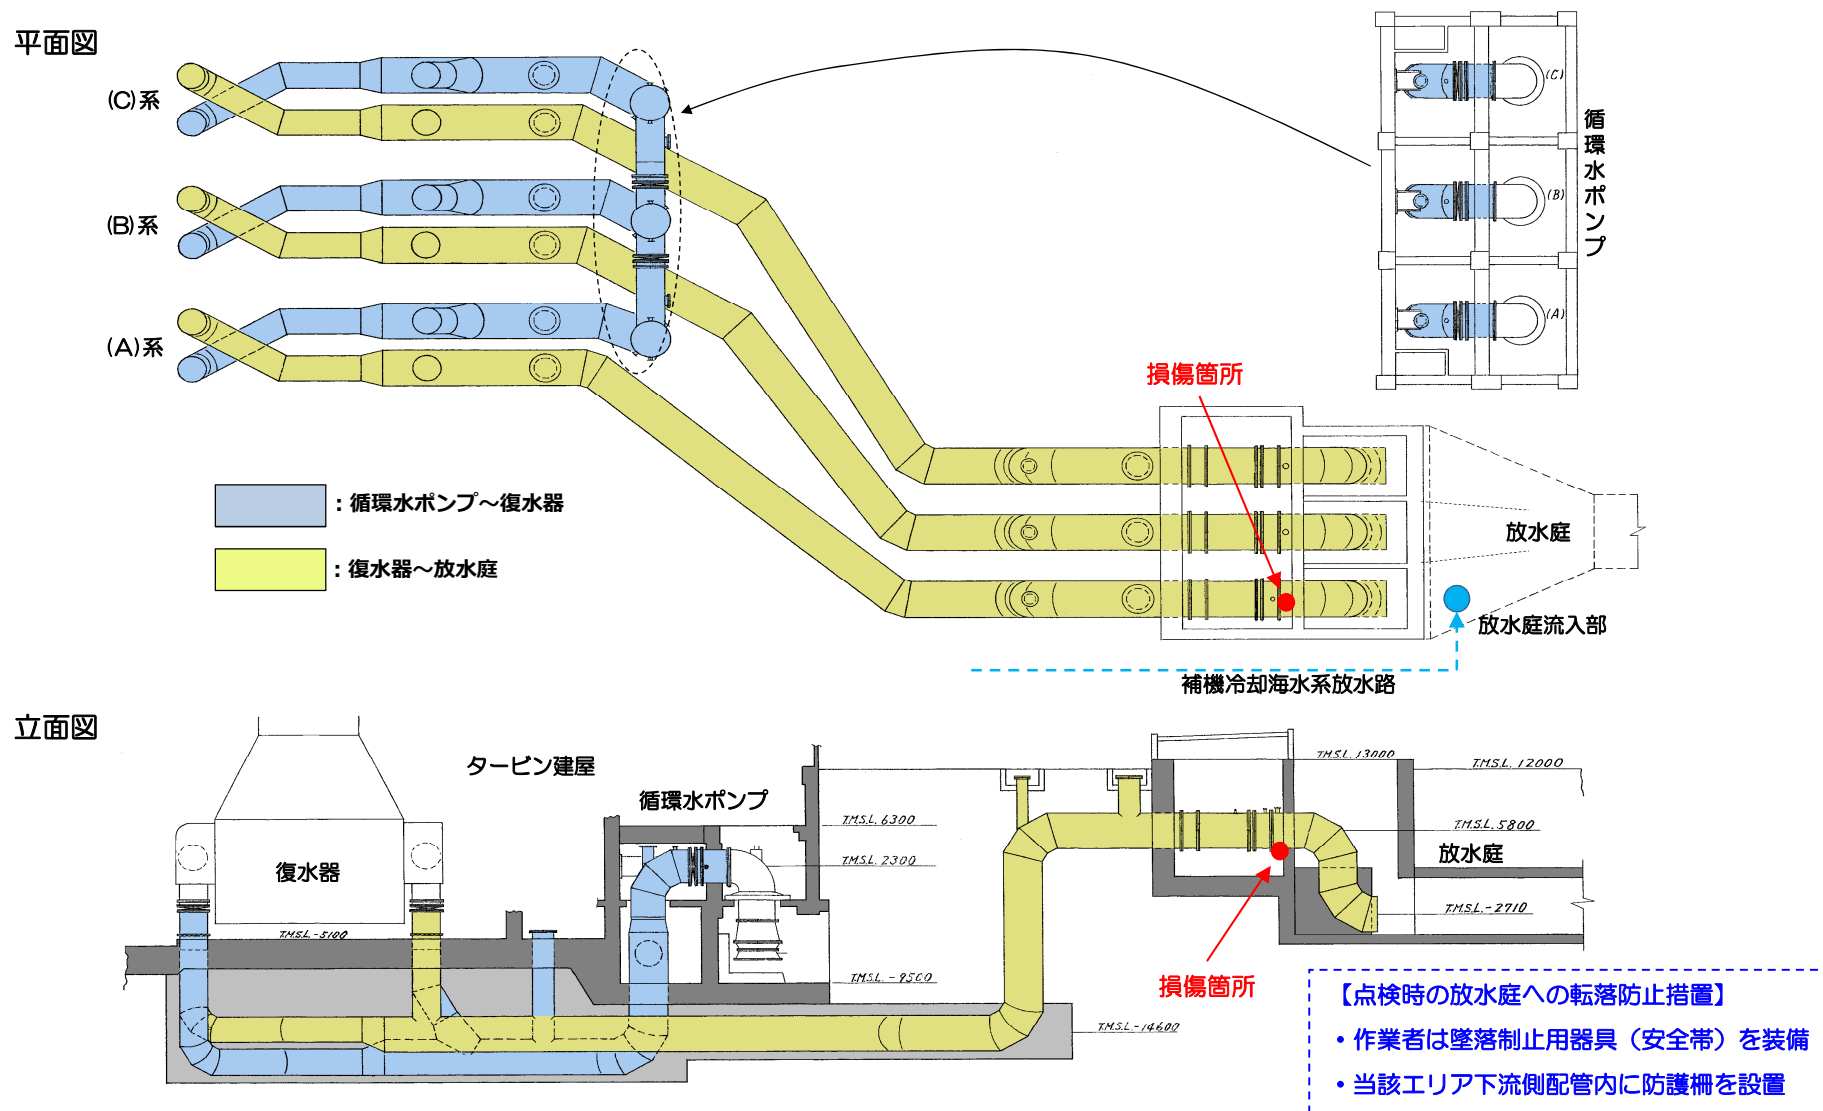 平面図
(C)系
(B)系
(A)系
(C)
(B)
(A)
循環水ポンプ
損傷箇所
：循環水ポンプ～復水器
：復水器～放水庭
放水庭
放水庭流入部
補機冷却海水系放水路
立面図
タービン建屋
循環水ポンプ
復水器
T.M.S.L.-5100
T.M.S.L. 6300
T.M.S.L. 2300
T.M.S.L. -9500
T.M.S.L.-14600
T.M.S.L. 13000
T.M.S.L. 12000
T.M.S.L. 5800
放水庭
T.M.S.L.-2710
損傷箇所
【点検時の放水庭への転落防止措置】
・作業者は墜落制止用器具（安全帯）を装備
・当該エリア下流側配管内に防護柵を設置